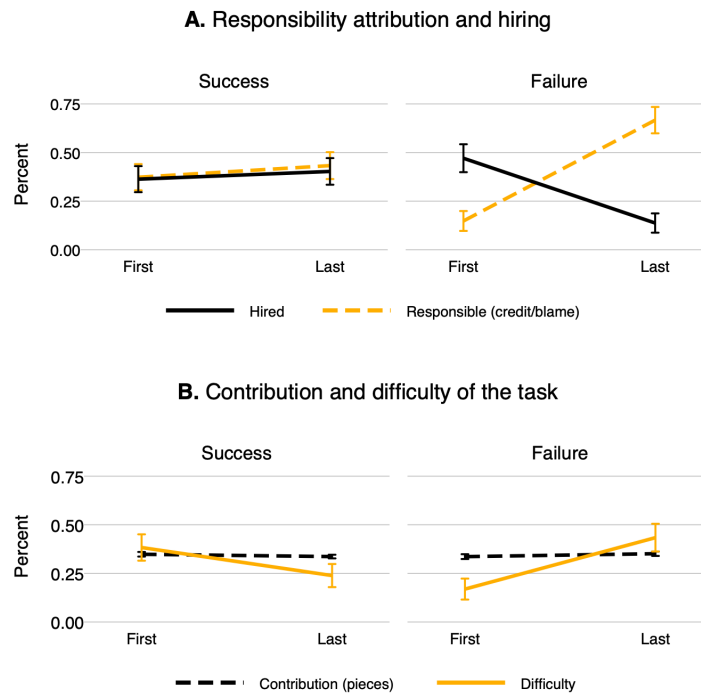 A. Responsibility attribution and hiring
Success Failure
Percent
0.75
0.50
0.25
0.00
First Last First Last
Hired Responsible (credit/blame)
B. Contribution and difficulty of the task
Success Failure
Percent
0.75
0.50
0.25
0.00
First Last First Last
Contribution (pieces) Difficulty